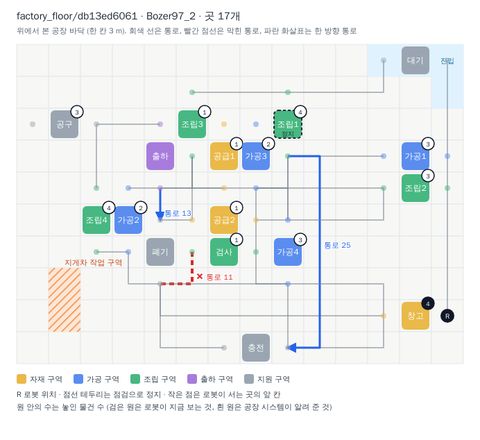 factory_floor/db13ed6061 · Bozer97_2 · 곳 17개
위에서 본 공장 바닥 (한 칸 3 m). 회색 선은 통로, 빨간 점선은 막힌 통로, 파란 화살표는 한 방향 통로
대기
진입
3
공구
1
조립3
4
조립1
정지
출하
1
공급1
2
가공3
3
가공1
3
조립2
4
조립4
2
가공2
통로 13
1
공급2
통로 25
지게차 작업 구역
폐기
1
검사
3
가공4
× 통로 11
4
창고
R
충전
자재 구역
가공 구역
조립 구역
출하 구역
지원 구역
R 로봇 위치 · 점선 테두리는 점검으로 정지 · 작은 점은 로봇이 서는 곳의 앞 칸
원 안의 수는 놓인 물건 수 (검은 원은 로봇이 지금 보는 것, 흰 원은 공장 시스템이 알려 준 것)